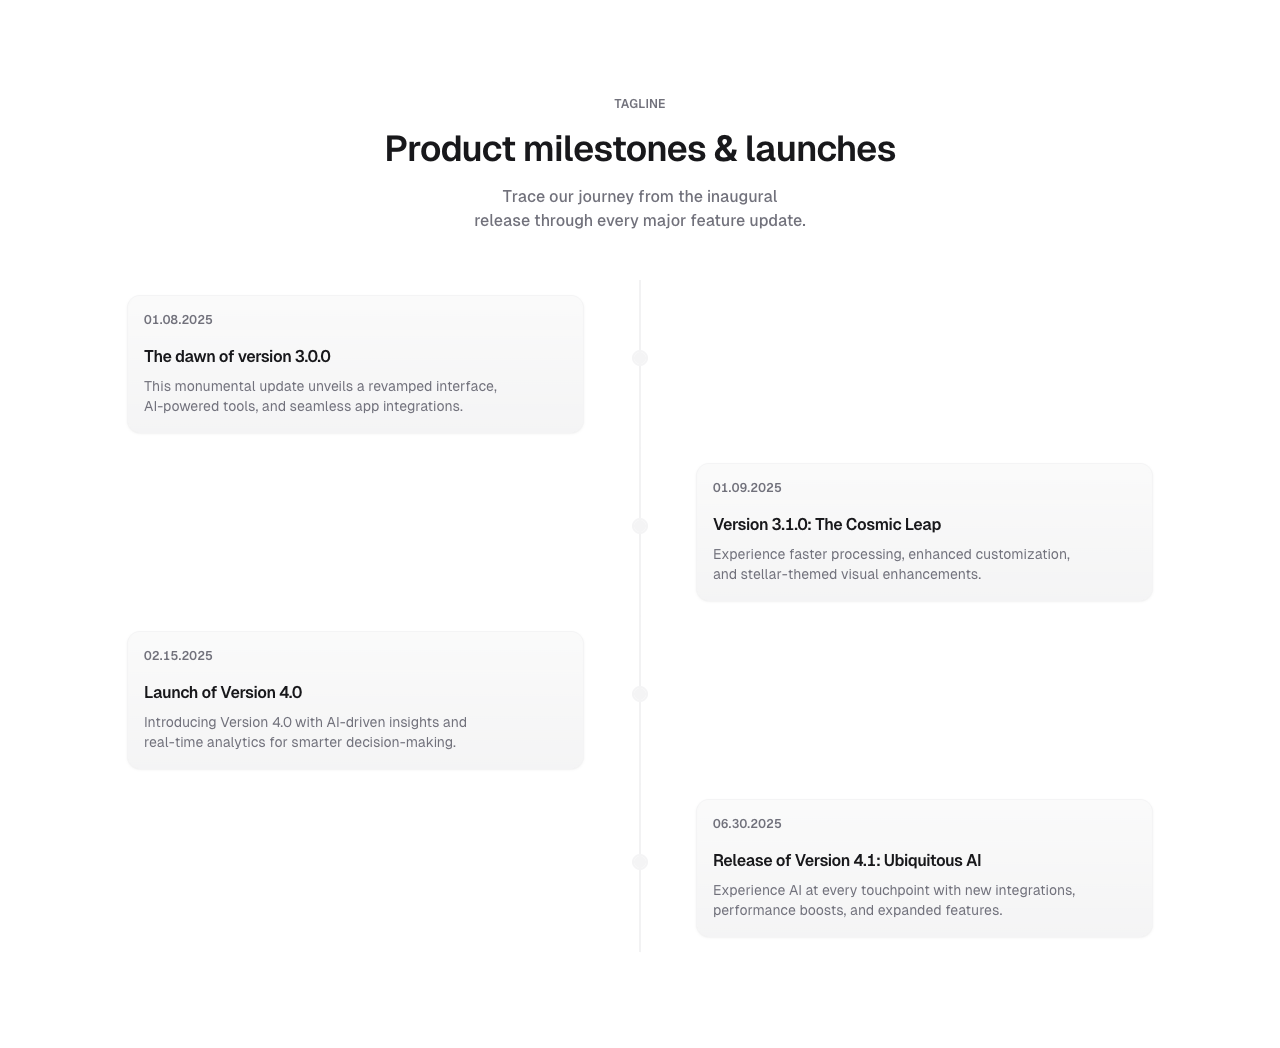 TAGLINE
Product milestones & launches
Trace our journey from the inaugural
release through every major feature update.
01.08.2025
The dawn of version 3.0.0
This monumental update unveils a revamped interface,
AI-powered tools, and seamless app integrations.
01.09.2025
Version 3.1.0: The Cosmic Leap
Experience faster processing, enhanced customization,
and stellar-themed visual enhancements.
02.15.2025
Launch of Version 4.0
Introducing Version 4.0 with AI-driven insights and
real-time analytics for smarter decision-making.
06.30.2025
Release of Version 4.1: Ubiquitous AI
Experience AI at every touchpoint with new integrations,
performance boosts, and expanded features.